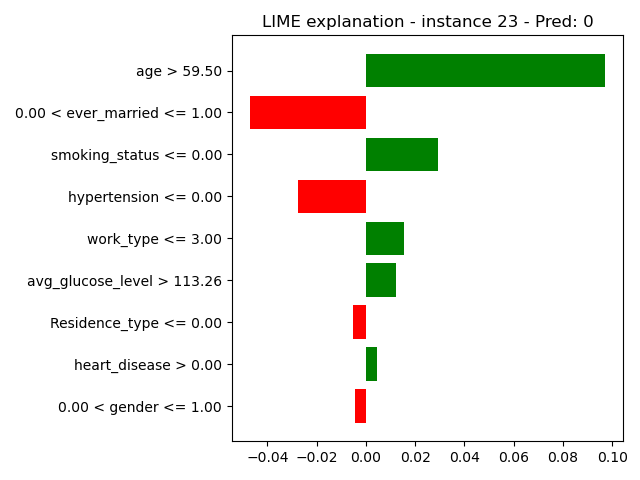 LIME explanation - instance 23 - Pred: 0
age > 59.50
0.00 < ever_married <= 1.00
smoking_status <= 0.00
hypertension <= 0.00
work_type <= 3.00
avg_glucose_level > 113.26
Residence_type <= 0.00
heart_disease > 0.00
0.00 < gender <= 1.00
−0.04 −0.02 0.00 0.02 0.04 0.06 0.08 0.10